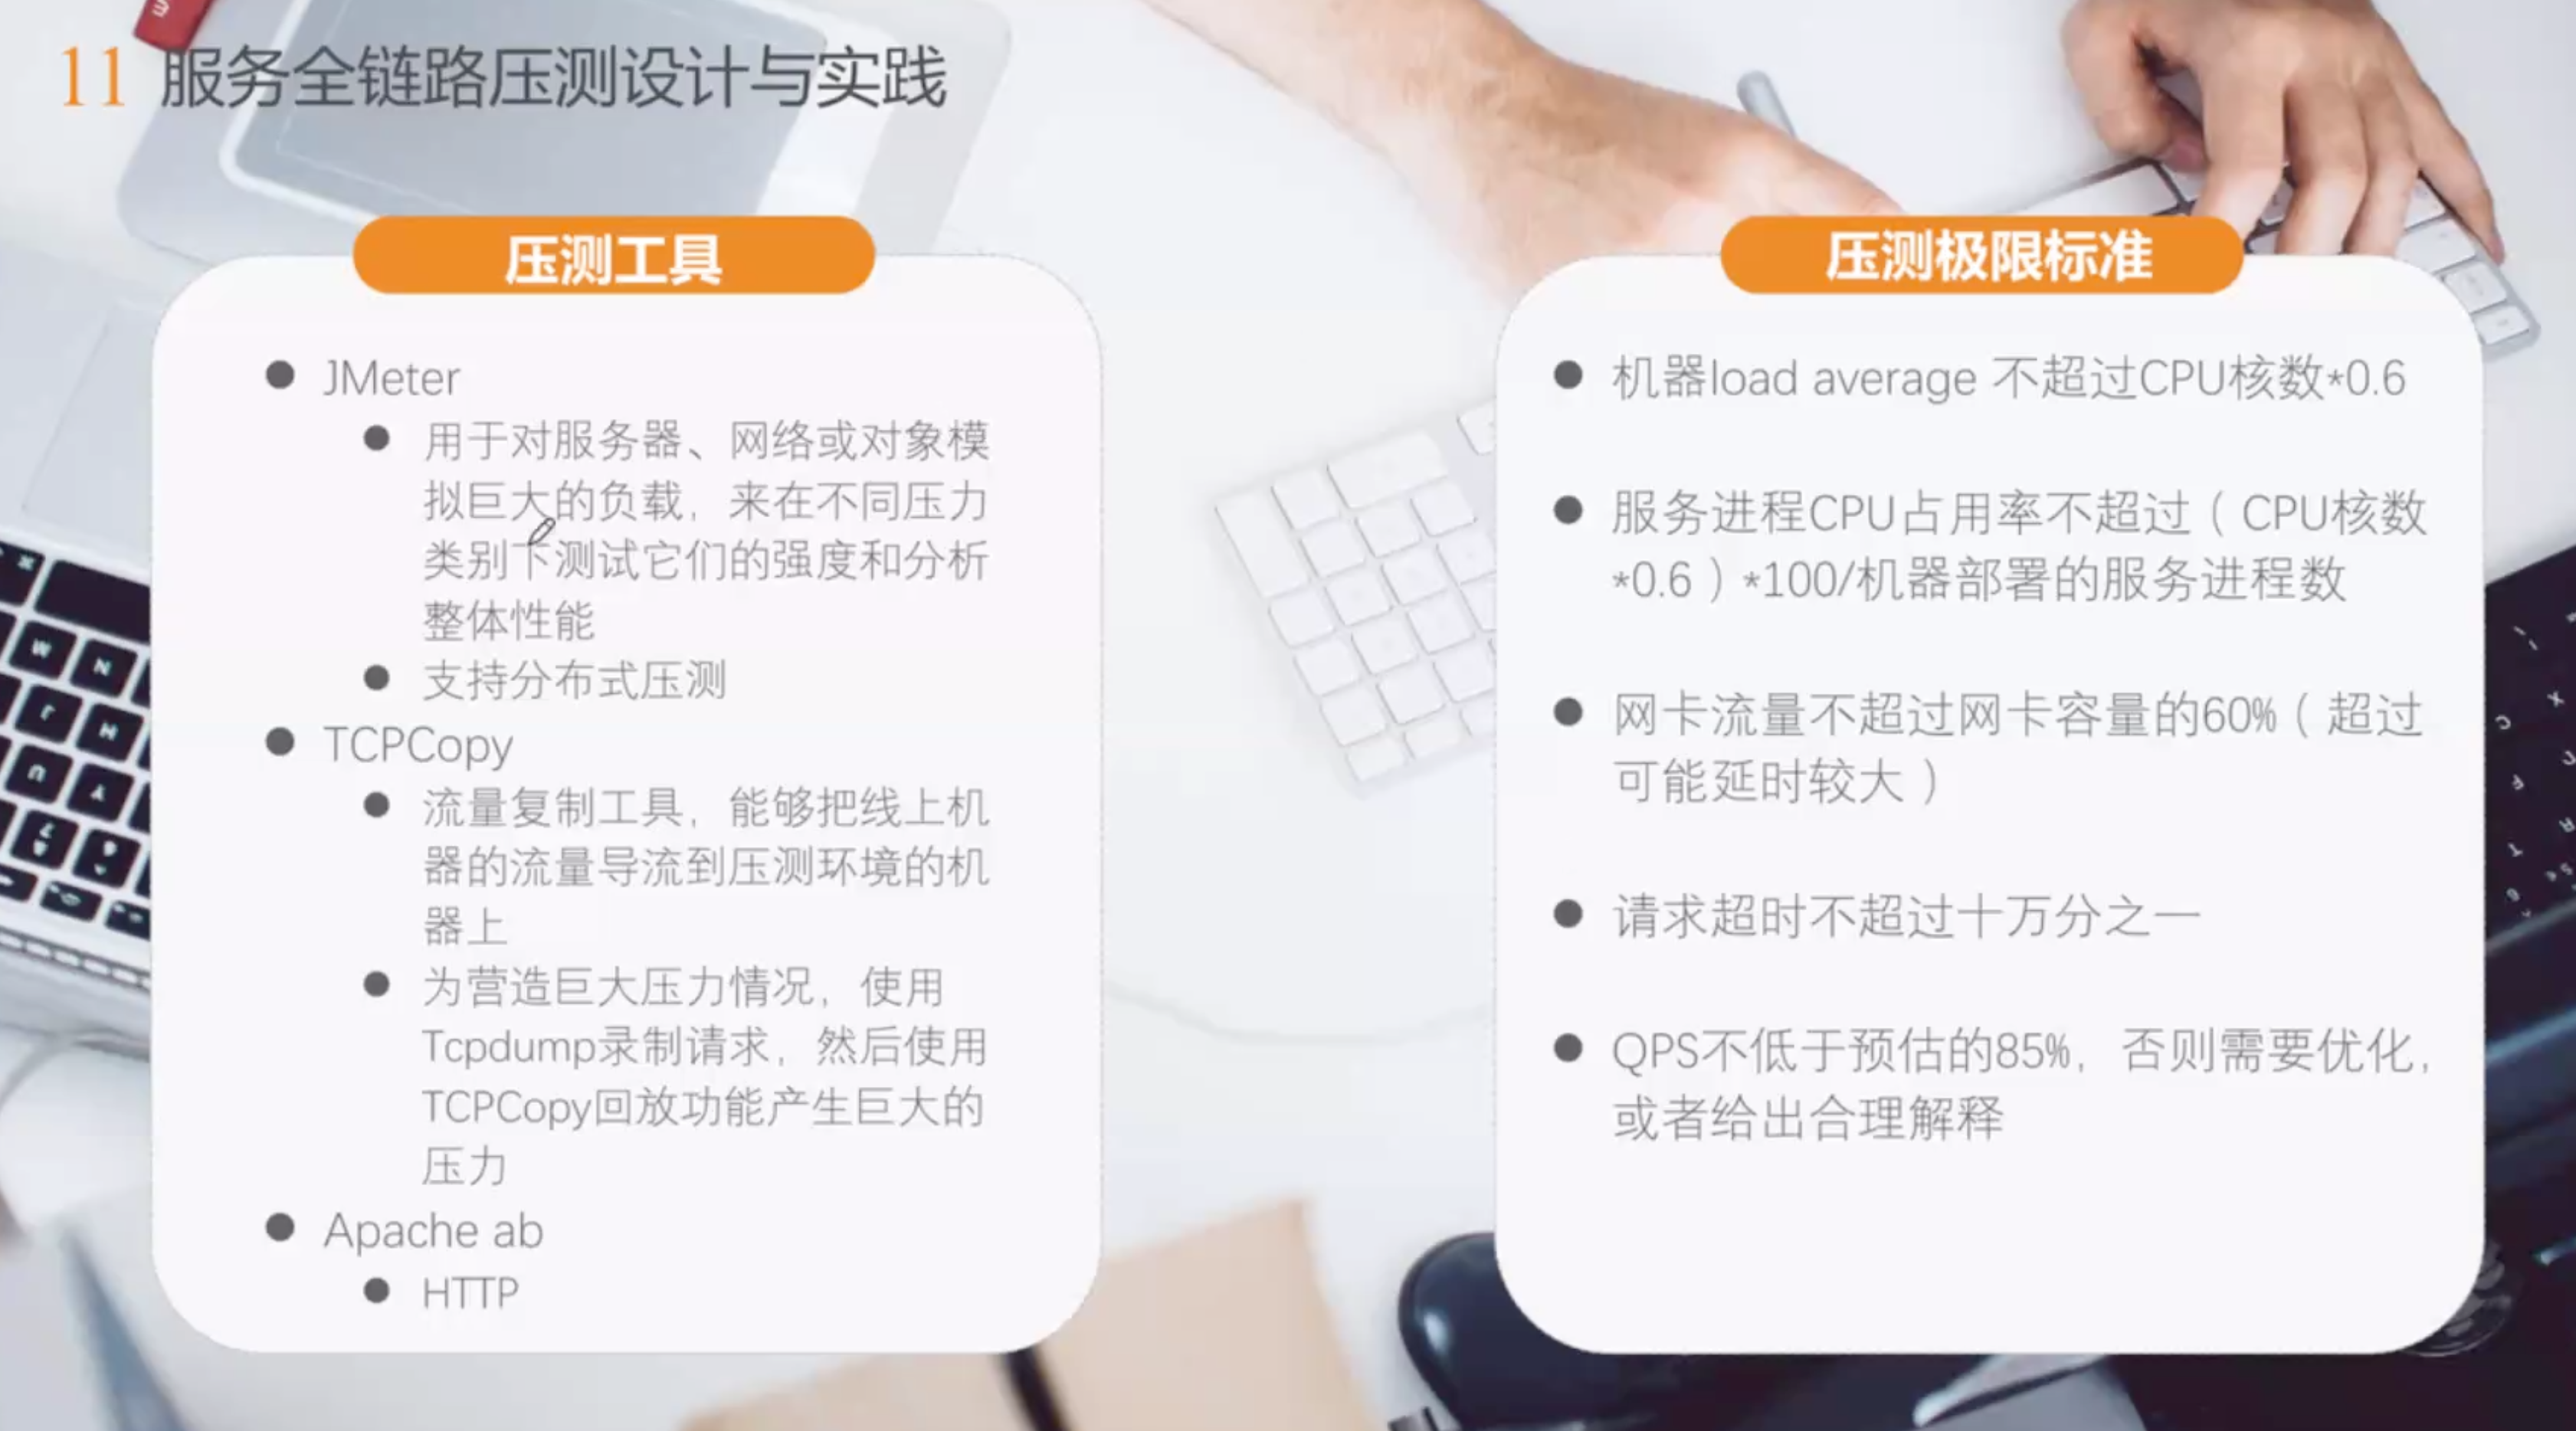 11 服务全链路压测设计与实践
压测工具
JMeter
用于对服务器、网络或对象模
拟巨大的负载，来在不同压力
类别下测试它们的强度和分析
整体性能
支持分布式压测
TCPCopy
流量复制工具，能够把线上机
器的流量导流到压测环境的机
器上
为营造巨大压力情况，使用
Tcpdump录制请求，然后使用
TCPCopy回放功能产生巨大的
压力
Apache ab
HTTP
压测极限标准
机器load average 不超过CPU核数*0.6
服务进程CPU占用率不超过（CPU核数
*0.6）*100/机器部署的服务进程数
网卡流量不超过网卡容量的60%（超过
可能延时较大）
请求超时不超过十万分之一
QPS不低于预估的85%，否则需要优化，
或者给出合理解释